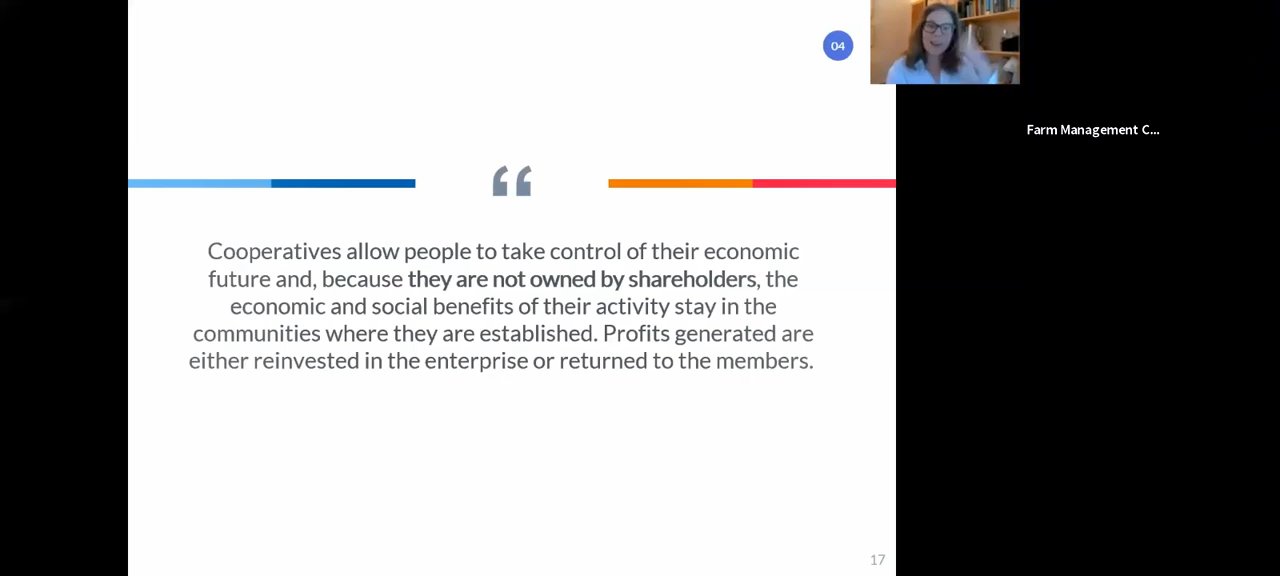 04
Farm Management C...
“
Cooperatives allow people to take control of their economic
future and, because they are not owned by shareholders, the
economic and social benefits of their activity stay in the
communities where they are established. Profits generated are
either reinvested in the enterprise or returned to the members.
17